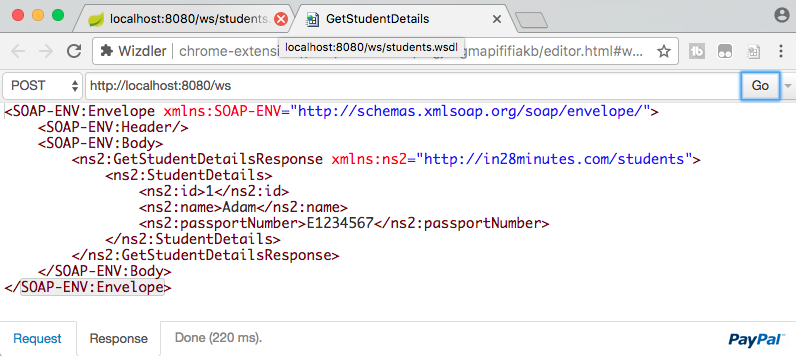 localhost:8080/ws/students.
GetStudentDetails
Wizdler chrome-extensi gmapififiakb/editor.html#w...
localhost:8080/ws/students.wsdl
POST http://localhost:8080/ws Go
<SOAP-ENV:Envelope xmlns:SOAP-ENV="http://schemas.xmlsoap.org/soap/envelope/">
<SOAP-ENV:Header/>
<SOAP-ENV:Body>
<ns2:GetStudentDetailsResponse xmlns:ns2="http://in28minutes.com/students">
<ns2:StudentDetails>
<ns2:id>1</ns2:id>
<ns2:name>Adam</ns2:name>
<ns2:passportNumber>E1234567</ns2:passportNumber>
</ns2:StudentDetails>
</ns2:GetStudentDetailsResponse>
</SOAP-ENV:Body>
</SOAP-ENV:Envelope>
Request Response Done (220 ms). PayPal